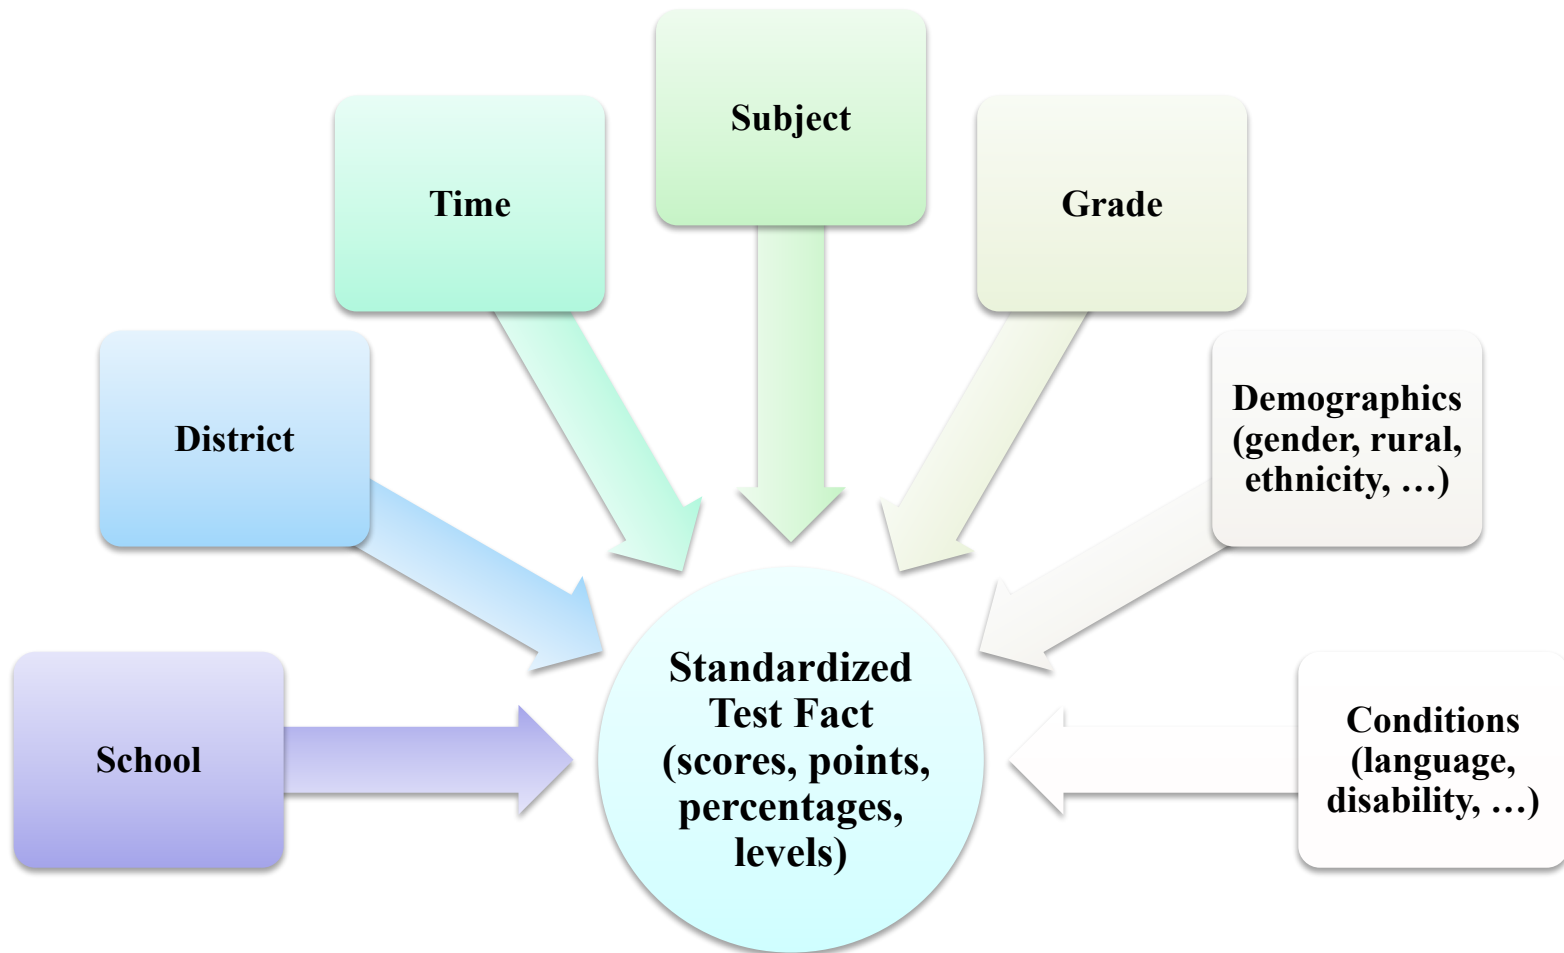 Subject
Time
Grade
District
Demographics
(gender, rural,
ethnicity, …)
School
Standardized
Test Fact
(scores, points,
percentages,
levels)
Conditions
(language,
disability, …)